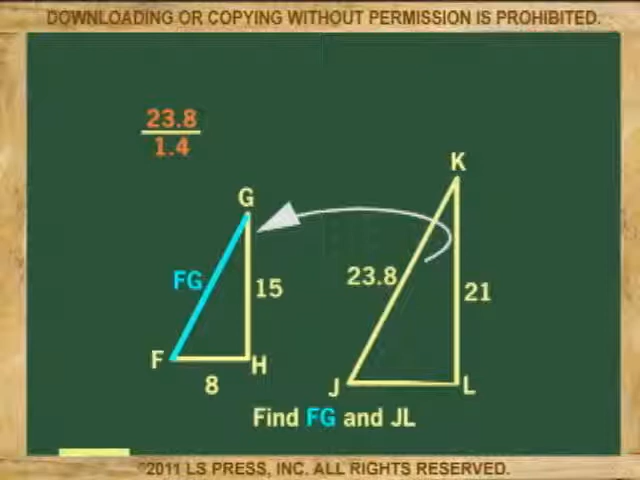 DOWNLOADING OR COPYING WITHOUT PERMISSION IS PROHIBITED.
23.8
1.4
K
G
FG
23.8
15
21
F
H
8
J
L
Find FG and JL
©2011 LS PRESS, INC. ALL RIGHTS RESERVED.